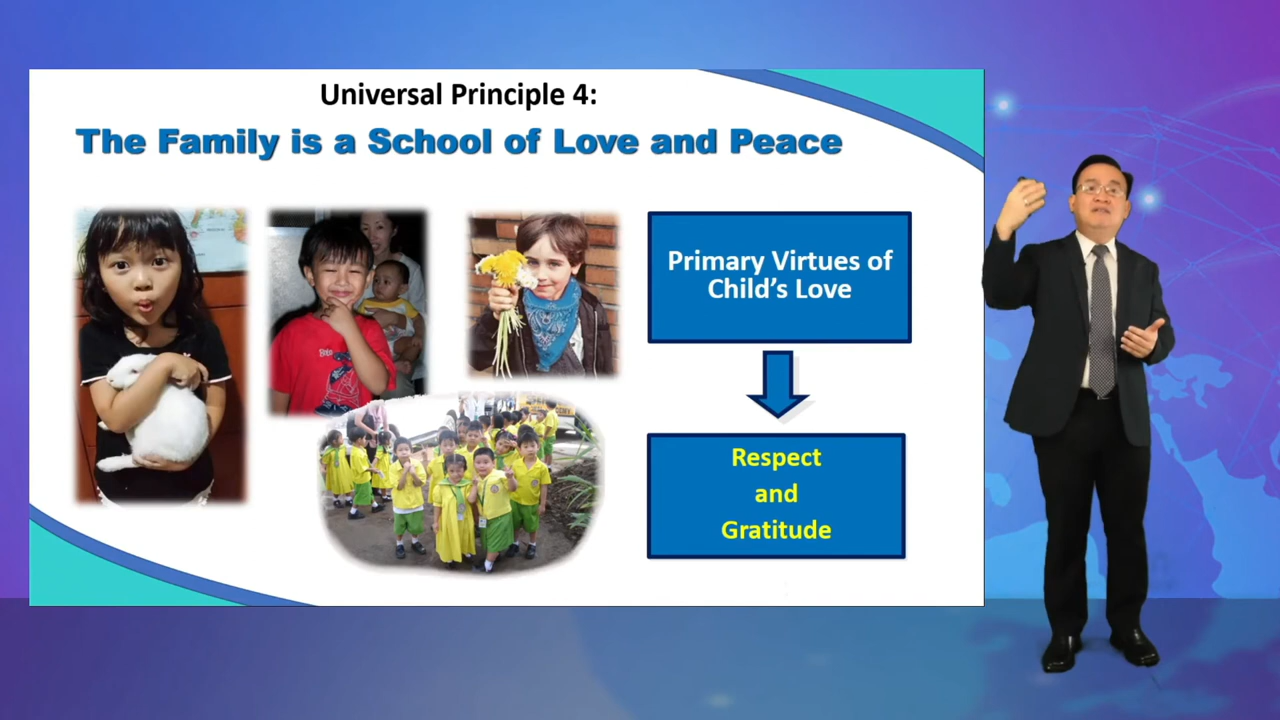 Universal Principle 4:
The Family is a School of Love and Peace
Primary Virtues of
Child's Love
Respect
and
Gratitude